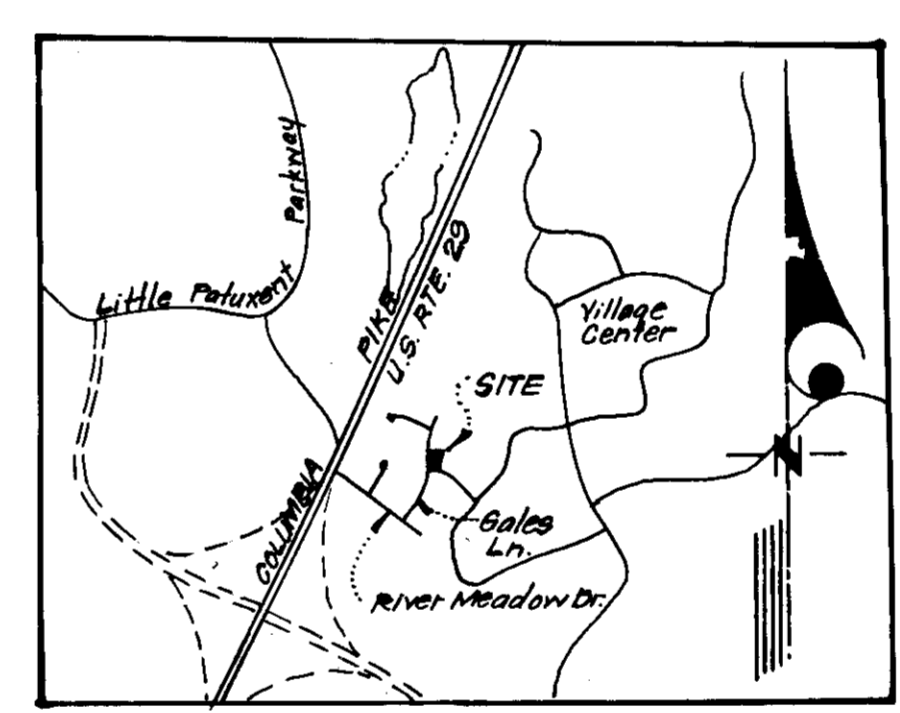 Little Patuxent Parkway
COLUMBIA PIKE
U.S. RTE. 29
Village
Center
SITE
Gales
Ln.
River Meadow Dr.
N